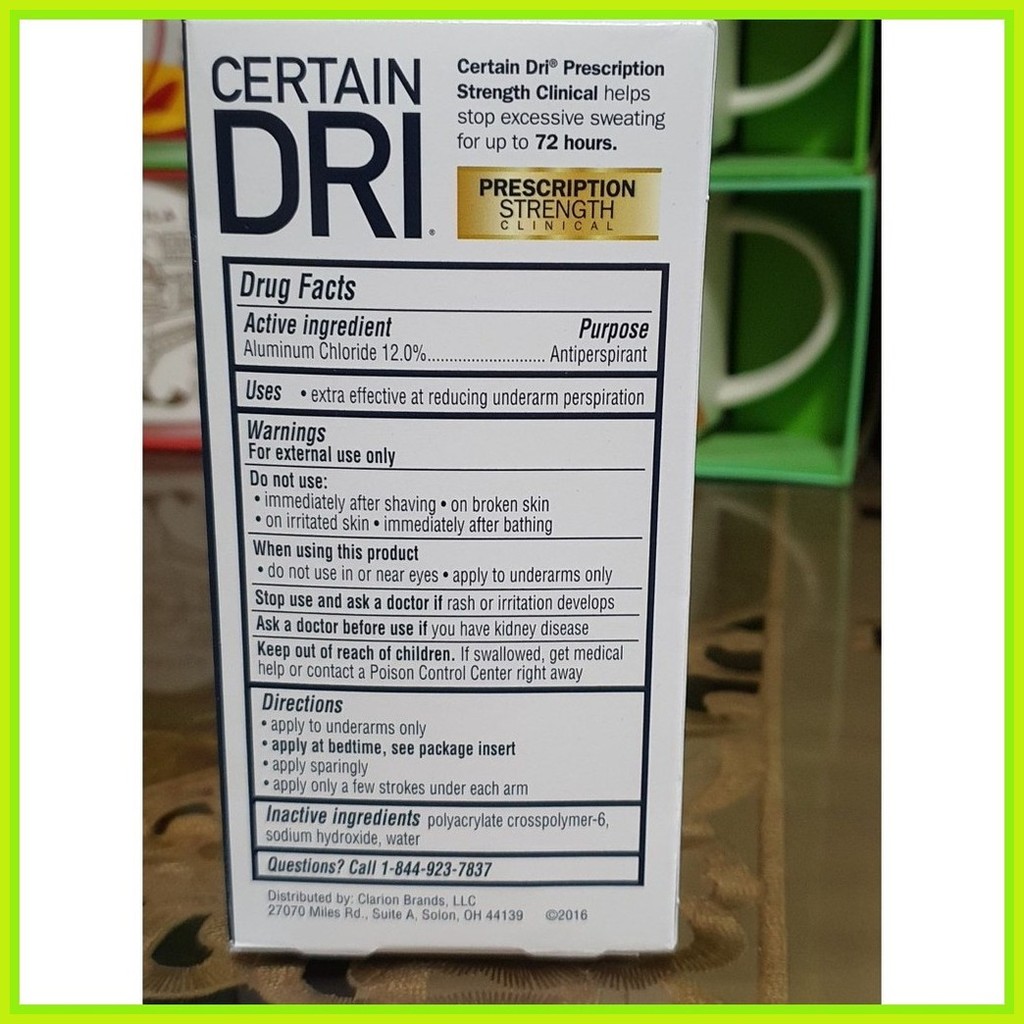 CERTAIN
DRI®
Certain Dri® Prescription
Strength Clinical helps
stop excessive sweating
for up to 72 hours.
PRESCRIPTION
STRENGTH
CLINICAL
Drug Facts
Active ingredient Purpose
Aluminum Chloride 12.0%.......................... Antiperspirant
Uses • extra effective at reducing underarm perspiration
Warnings
For external use only
Do not use:
• immediately after shaving • on broken skin
• on irritated skin • immediately after bathing
When using this product
• do not use in or near eyes • apply to underarms only
Stop use and ask a doctor if rash or irritation develops
Ask a doctor before use if you have kidney disease
Keep out of reach of children. If swallowed, get medical
help or contact a Poison Control Center right away
Directions
• apply to underarms only
• apply at bedtime, see package insert
• apply sparingly
• apply only a few strokes under each arm
Inactive ingredients polyacrylate crosspolymer-6,
sodium hydroxide, water
Questions? Call 1-844-923-7837
Distributed by: Clarion Brands, LLC
27070 Miles Rd., Suite A, Solon, OH 44139 ©2016